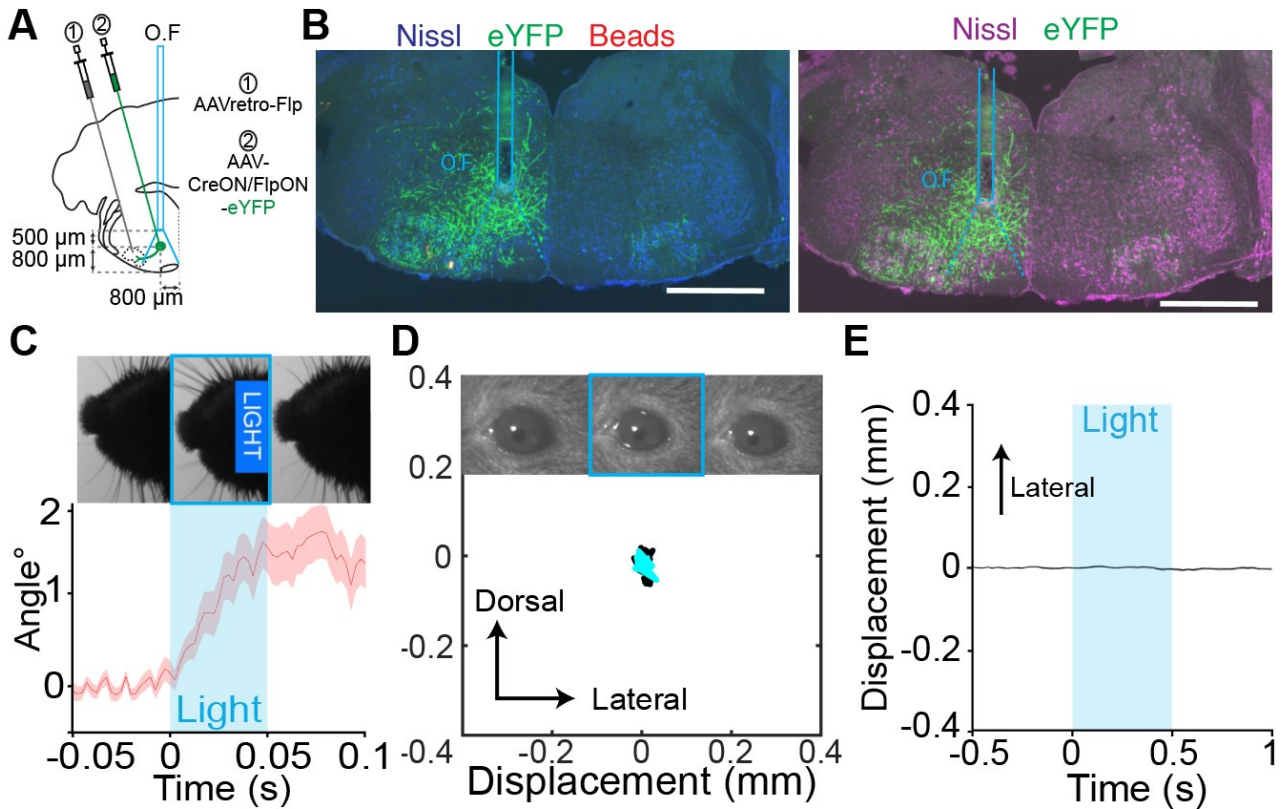 A
① ② O.F
①
AAVretro-Flp
②
AAV-
CreON/FlpON
-eYFP
500 µm
800 µm
800 µm
B
Nissl eYFP Beads
O.F
Nissl eYFP
O.F
C
LIGHT
Angle°
2
1
0
Light
-0.05 0 0.05 0.1
Time (s)
D
0.4
0.2
0
-0.2
-0.4
Dorsal
Lateral
-0.2 0 0.2 0.4
Displacement (mm)
E
Displacement (mm)
0.4
0.2
0
-0.2
-0.4
Light
Lateral
-0.5 0 0.5 1
Time (s)